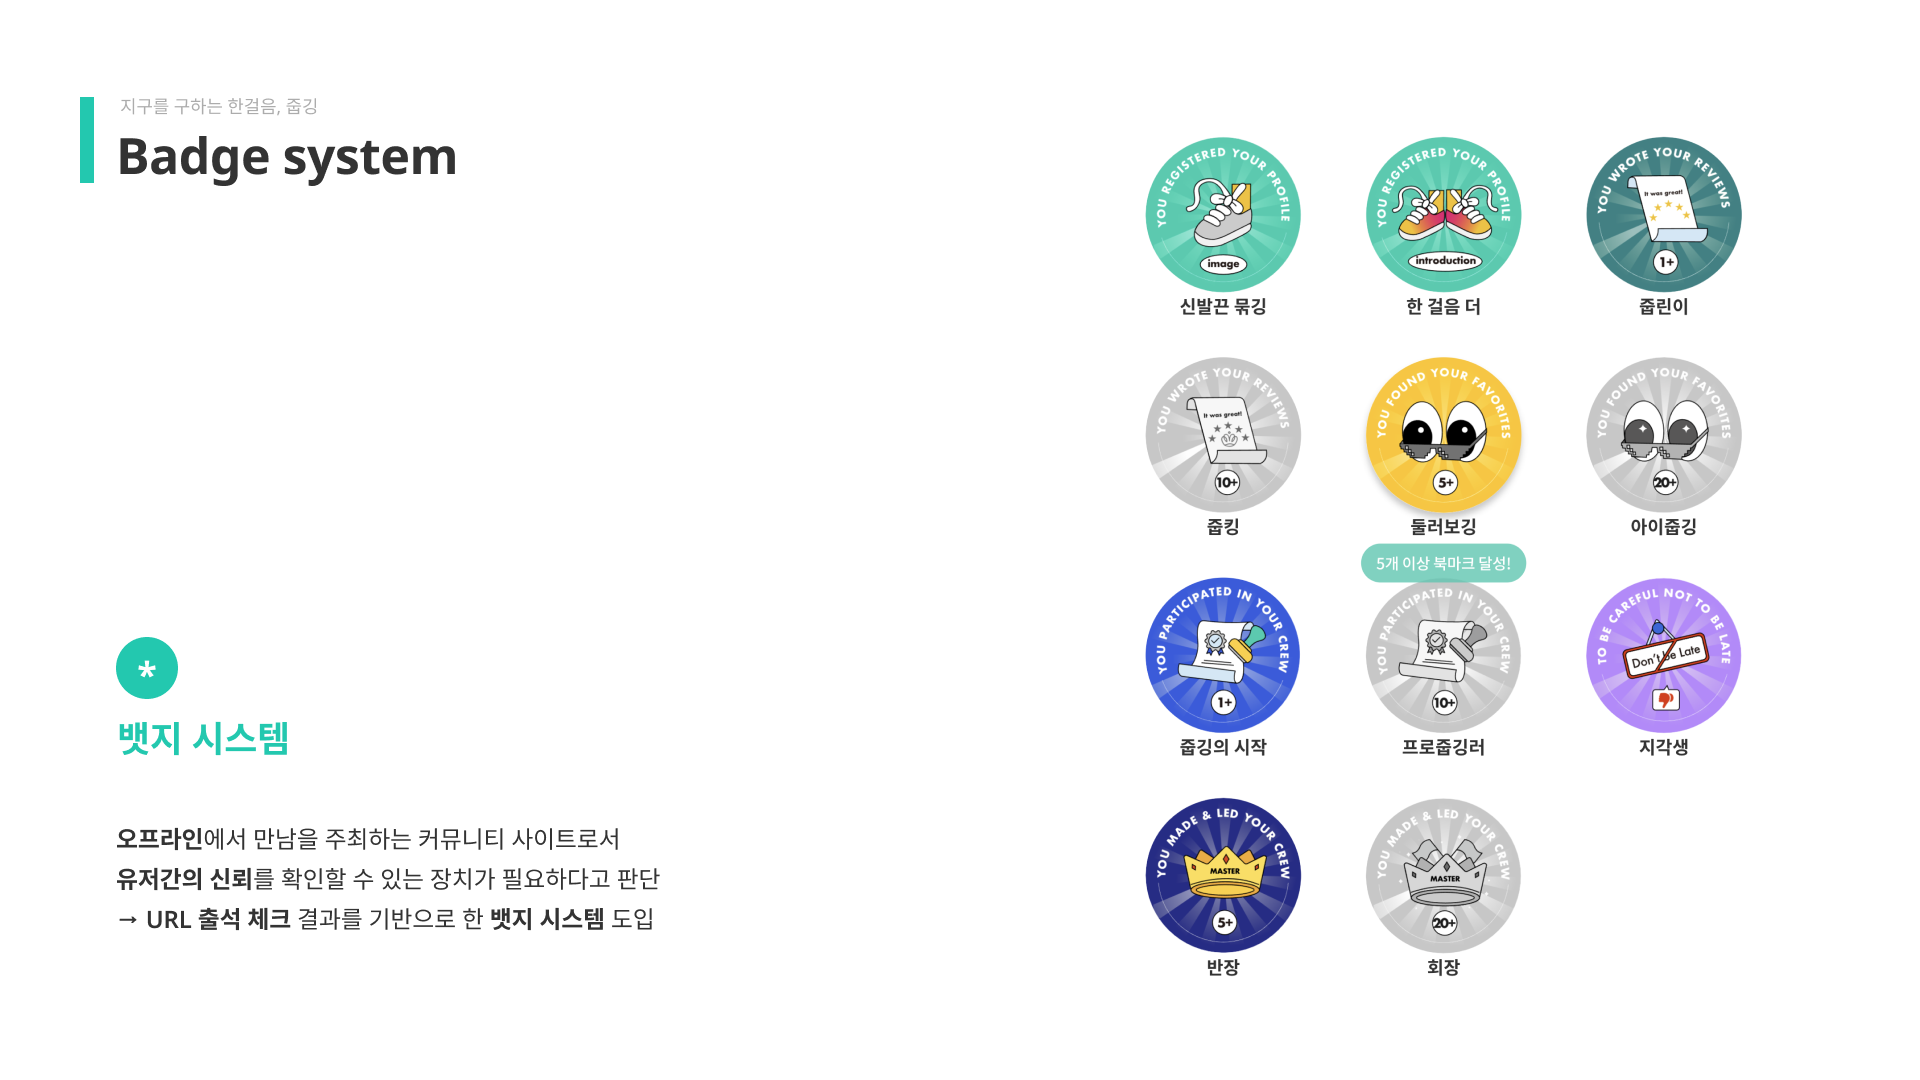 지구를 구하는 한걸음, 줍깅
Badge system
YOU REGISTERED YOUR PROFILE
image
신발끈 묶깅
YOU REGISTERED YOUR PROFILE
introduction
한 걸음 더
YOU WROTE YOUR REVIEWS
It was great!
1+
줍린이
YOU WROTE YOUR REVIEWS
It was great!
10+
줍킹
YOU FOUND YOUR FAVORITES
5+
둘러보깅
5개 이상 북마크 달성!
YOU FOUND YOUR FAVORITES
20+
아이줍깅
YOU PARTICIPATED IN YOUR CREW
1+
줍깅의 시작
YOU PARTICIPATED IN YOUR CREW
10+
프로줍깅러
TO BE CAREFUL NOT TO BE LATE
Don't be Late
지각생
YOU MADE & LED YOUR CREW
MASTER
5+
반장
YOU MADE & LED YOUR CREW
MASTER
20+
회장
*
뱃지 시스템
오프라인에서 만남을 주최하는 커뮤니티 사이트로서
유저간의 신뢰를 확인할 수 있는 장치가 필요하다고 판단
→ URL 출석 체크 결과를 기반으로 한 뱃지 시스템 도입